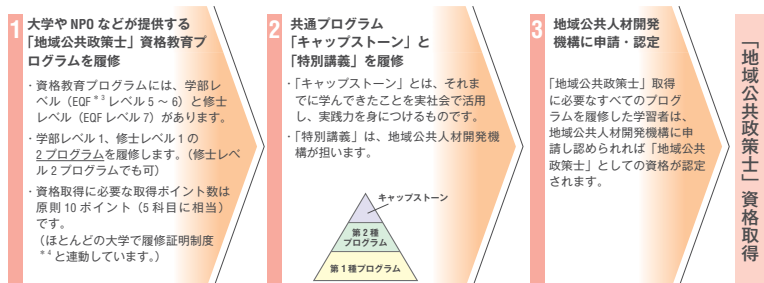 1
大学や NPO などが提供する
「地域公共政策士」資格教育プ
ログラムを履修
・資格教育プログラムには、学部レ
ベル（EQF＊3 レベル 5 〜 6）と修士
レベル（EQF レベル 7）があります。
・学部レベル 1、修士レベル 1 の
2 プログラムを履修します。（修士レベ
ル 2 プログラムでも可）
・資格取得に必要な取得ポイント数は
原則 10 ポイント（5 科目に相当）
です。
（ほとんどの大学で履修証明制度
＊4 と連動しています。）
2
共通プログラム
「キャップストーン」と
「特別講義」を履修
・「キャップストーン」とは、それま
でに学んできたことを実社会で活用
し、実践力を身につけるものです。
・「特別講義」は、地域公共人材開発機
構が担います。
キャップストーン
第 2 種
プログラム
第 1 種プログラム
3
地域公共人材開発
機構に申請・認定
「地域公共政策士」取得
に必要なすべてのプログ
ラムを履修した学習者は、
地域公共人材開発機構に申
請し認められれば「地域公共
政策士」としての資格が認定
されます。
「地域公共政策士」資格取得